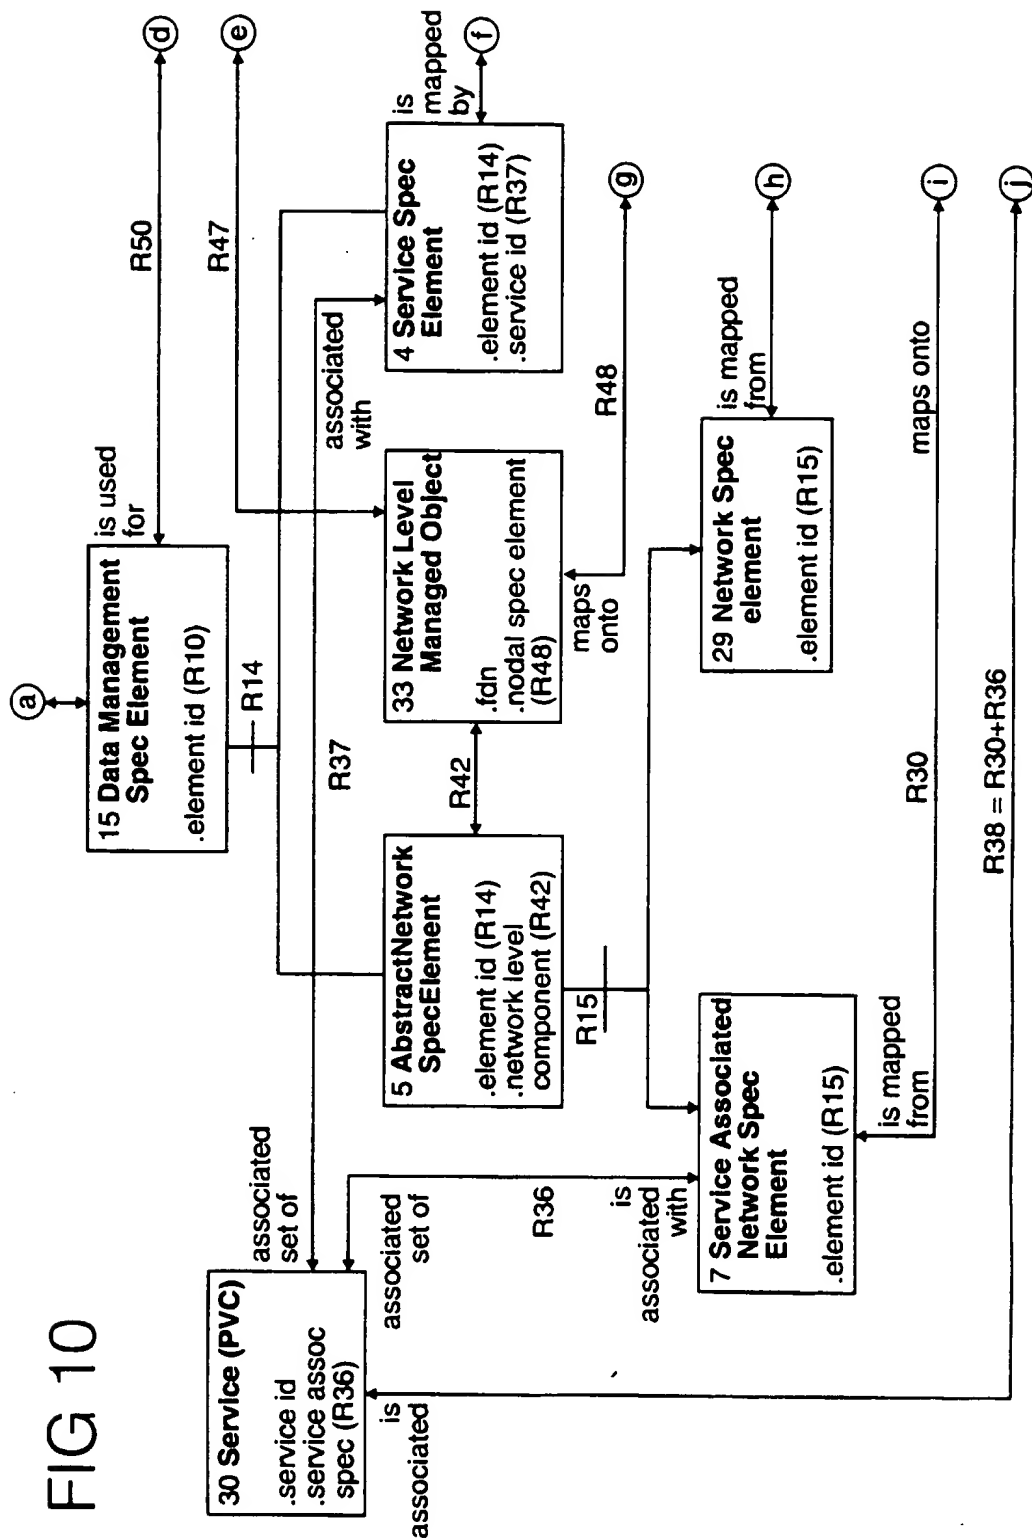 FIG 10
a
15 Data Management
Spec Element
.element id (R10)
is used
for
R50
d
R14
R47
e
R37
30 Service (PVC)
.service id
.service assoc
spec (R36)
associated
set of
associated
set of
is
associated
associated
with
5 AbstractNetwork
SpecElement
.element id (R14)
.network level
component (R42)
R42
33 Network Level
Managed Object
.fdn
.nodal spec element
(R48)
maps
onto
4 Service Spec
Element
.element id (R14)
.service id (R37)
is
mapped
by
f
R48
g
R36
is
associated
with
R15
7 Service Associated
Network Spec
Element
.element id (R15)
is mapped
from
29 Network Spec
element
.element id (R15)
is mapped
from
h
R30
maps onto
i
R38 = R30+R36
j